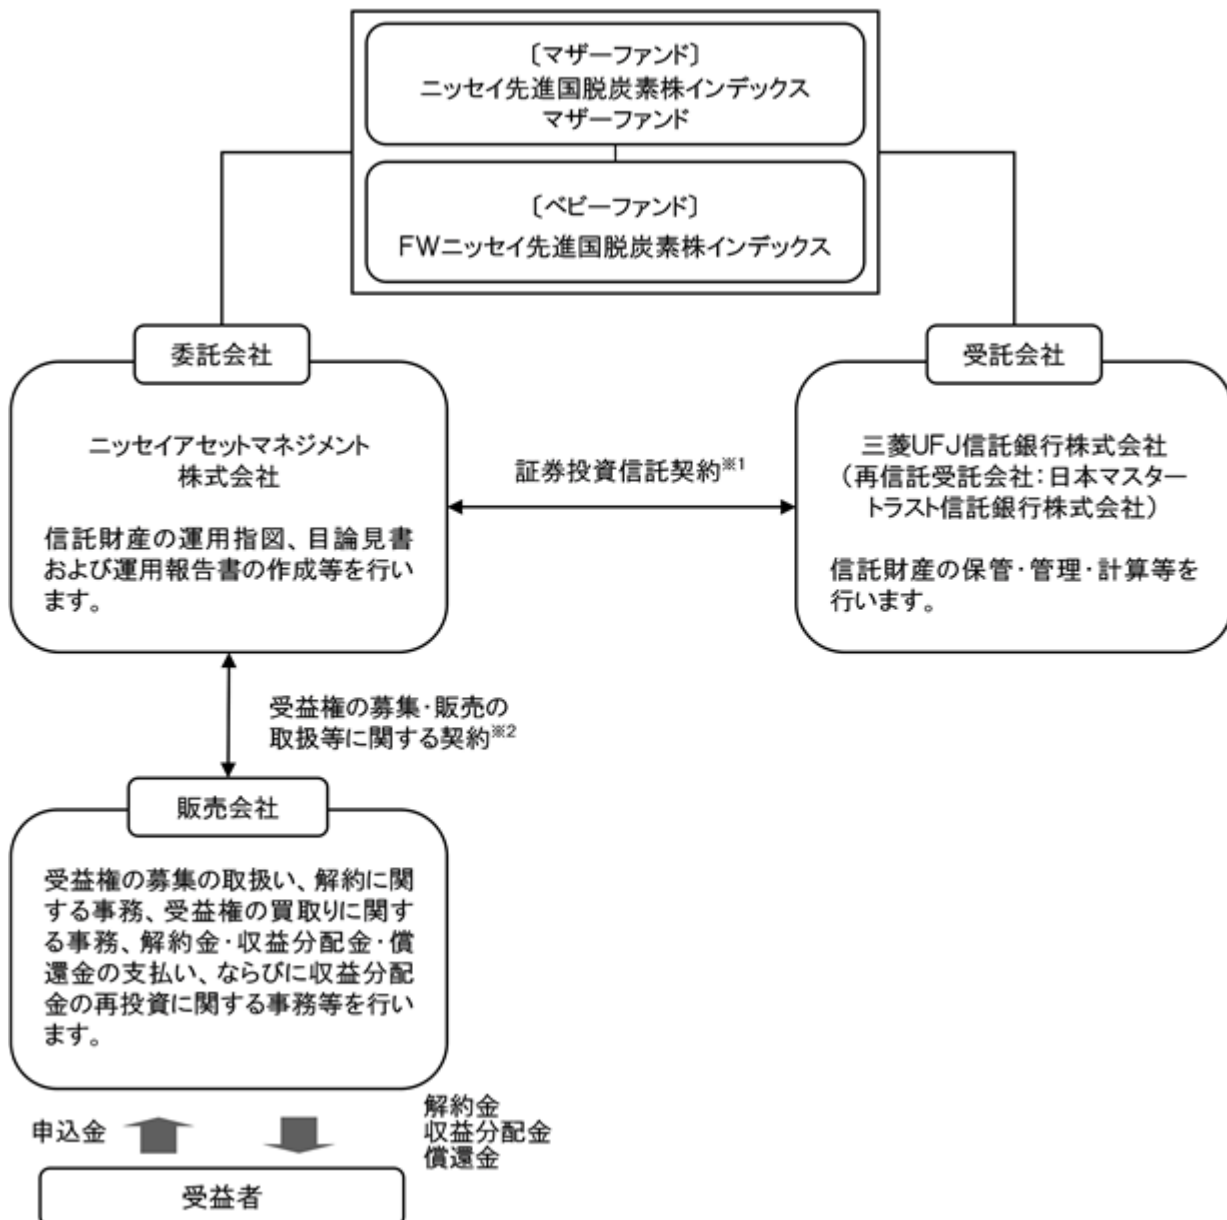 〔マザーファンド〕
ニッセイ先進国脱炭素株インデックス
マザーファンド
〔ベビーファンド〕
FWニッセイ先進国脱炭素株インデックス
委託会社
ニッセイアセットマネジメント
株式会社
信託財産の運用指図、目論見書
および運用報告書の作成等を行い
ます。
証券投資信託契約※1
受託会社
三菱UFJ信託銀行株式会社
（再信託受託会社：日本マスター
トラスト信託銀行株式会社）
信託財産の保管・管理・計算等を
行います。
受益権の募集・販売の
取扱等に関する契約※2
販売会社
受益権の募集の取扱い、解約に関
する事務、受益権の買取りに関す
る事務、解約金・収益分配金・償
還金の支払い、ならびに収益分配
金の再投資に関する事務等を行い
ます。
申込金
解約金
収益分配金
償還金
受益者